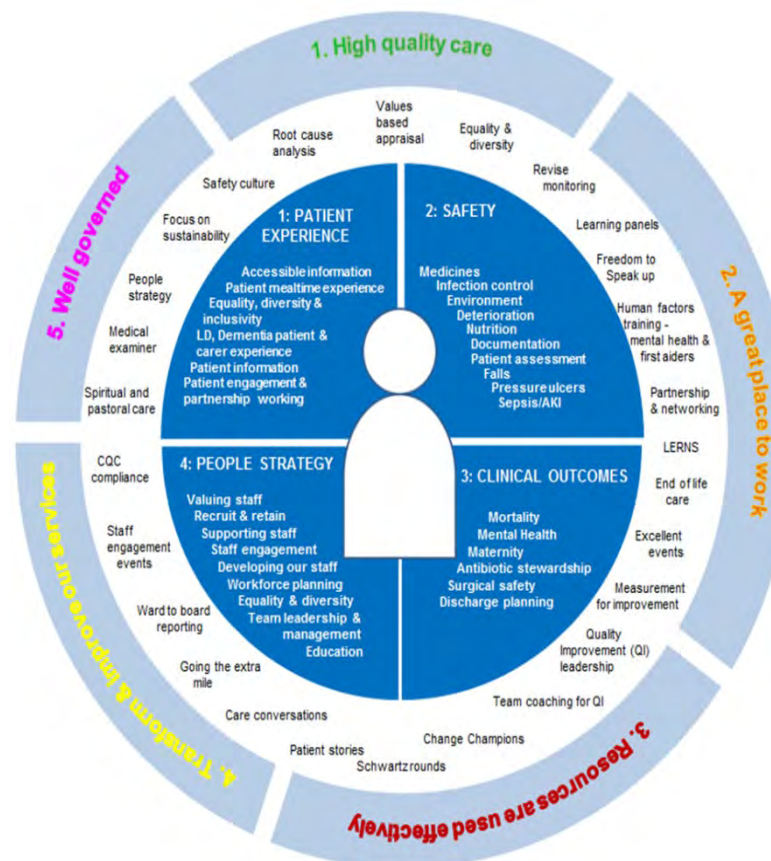 1. High quality care
2. A great place to work
3. Resources are used effectively
4. Transform & improve our services
5. Well governed
Values
based
appraisal
Equality &
diversity
Revise
monitoring
Learning panels
Freedom to
Speak up
Human factors
training -
mental health &
first aiders
Partnership
& networking
LERNS
End of life
care
Excellent
events
Measurement
for improvement
Quality
Improvement (QI)
leadership
Team coaching for QI
Change Champions
Schwartz rounds
Patient stories
Care conversations
Going the extra
mile
Ward to board
reporting
Staff
engagement
events
CQC
compliance
Spiritual and
pastoral care
Medical
examiner
People
strategy
Focus on
sustainability
Safety culture
Root cause
analysis
1: PATIENT
EXPERIENCE
Accessible information
Patient mealtime experience
Equality, diversity &
inclusivity
LD, Dementia patient &
carer experience
Patient information
Patient engagement &
partnership working
2: SAFETY
Medicines
Infection control
Environment
Deterioration
Nutrition
Documentation
Patient assessment
Falls
Pressure ulcers
Sepsis/AKI
3: CLINICAL OUTCOMES
Mortality
Mental Health
Maternity
Antibiotic stewardship
Surgical safety
Discharge planning
4: PEOPLE STRATEGY
Valuing staff
Recruit & retain
Supporting staff
Staff engagement
Developing our staff
Workforce planning
Equality & diversity
Team leadership &
management
Education